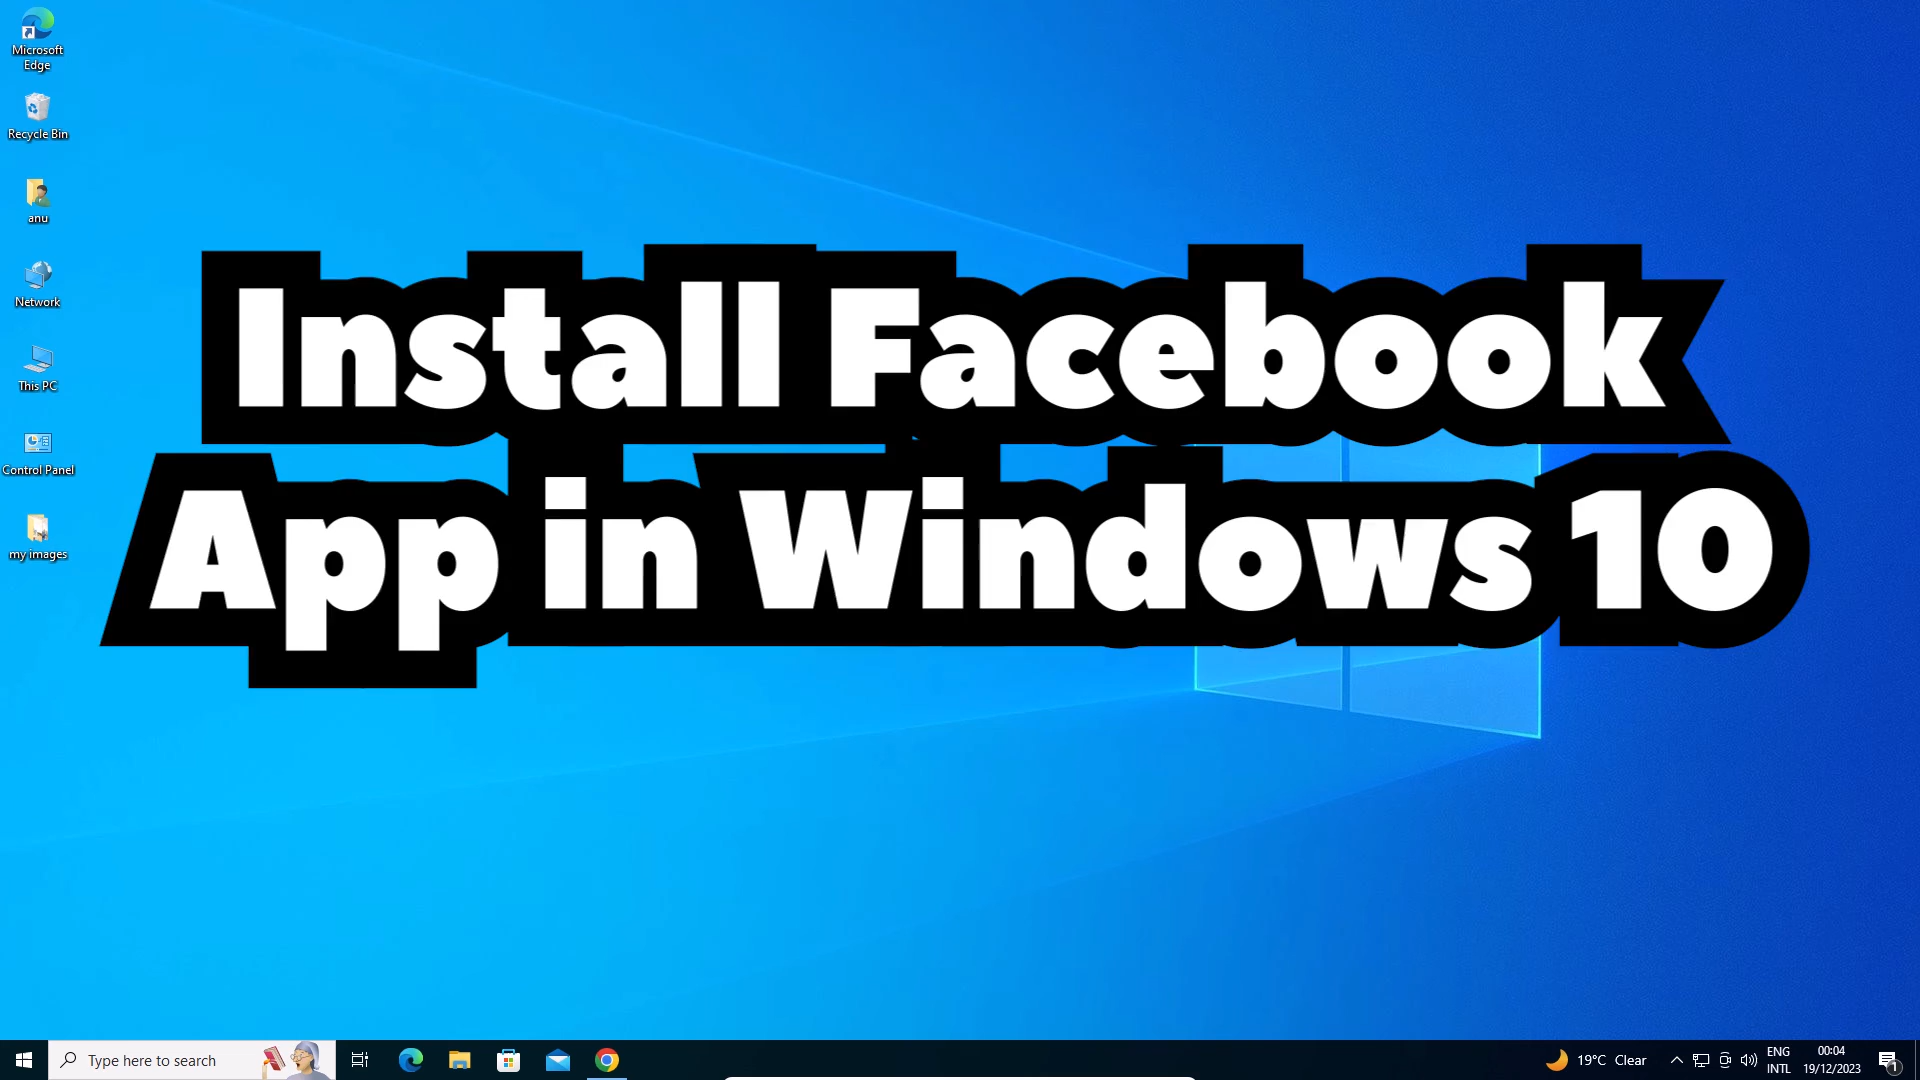 Microsoft
Edge
Recycle Bin
anu
Network
This PC
Control Panel
my images
Install Facebook
App in Windows 10
Type here to search
19°C Clear
ENG
INTL
00:04
19/12/2023
1